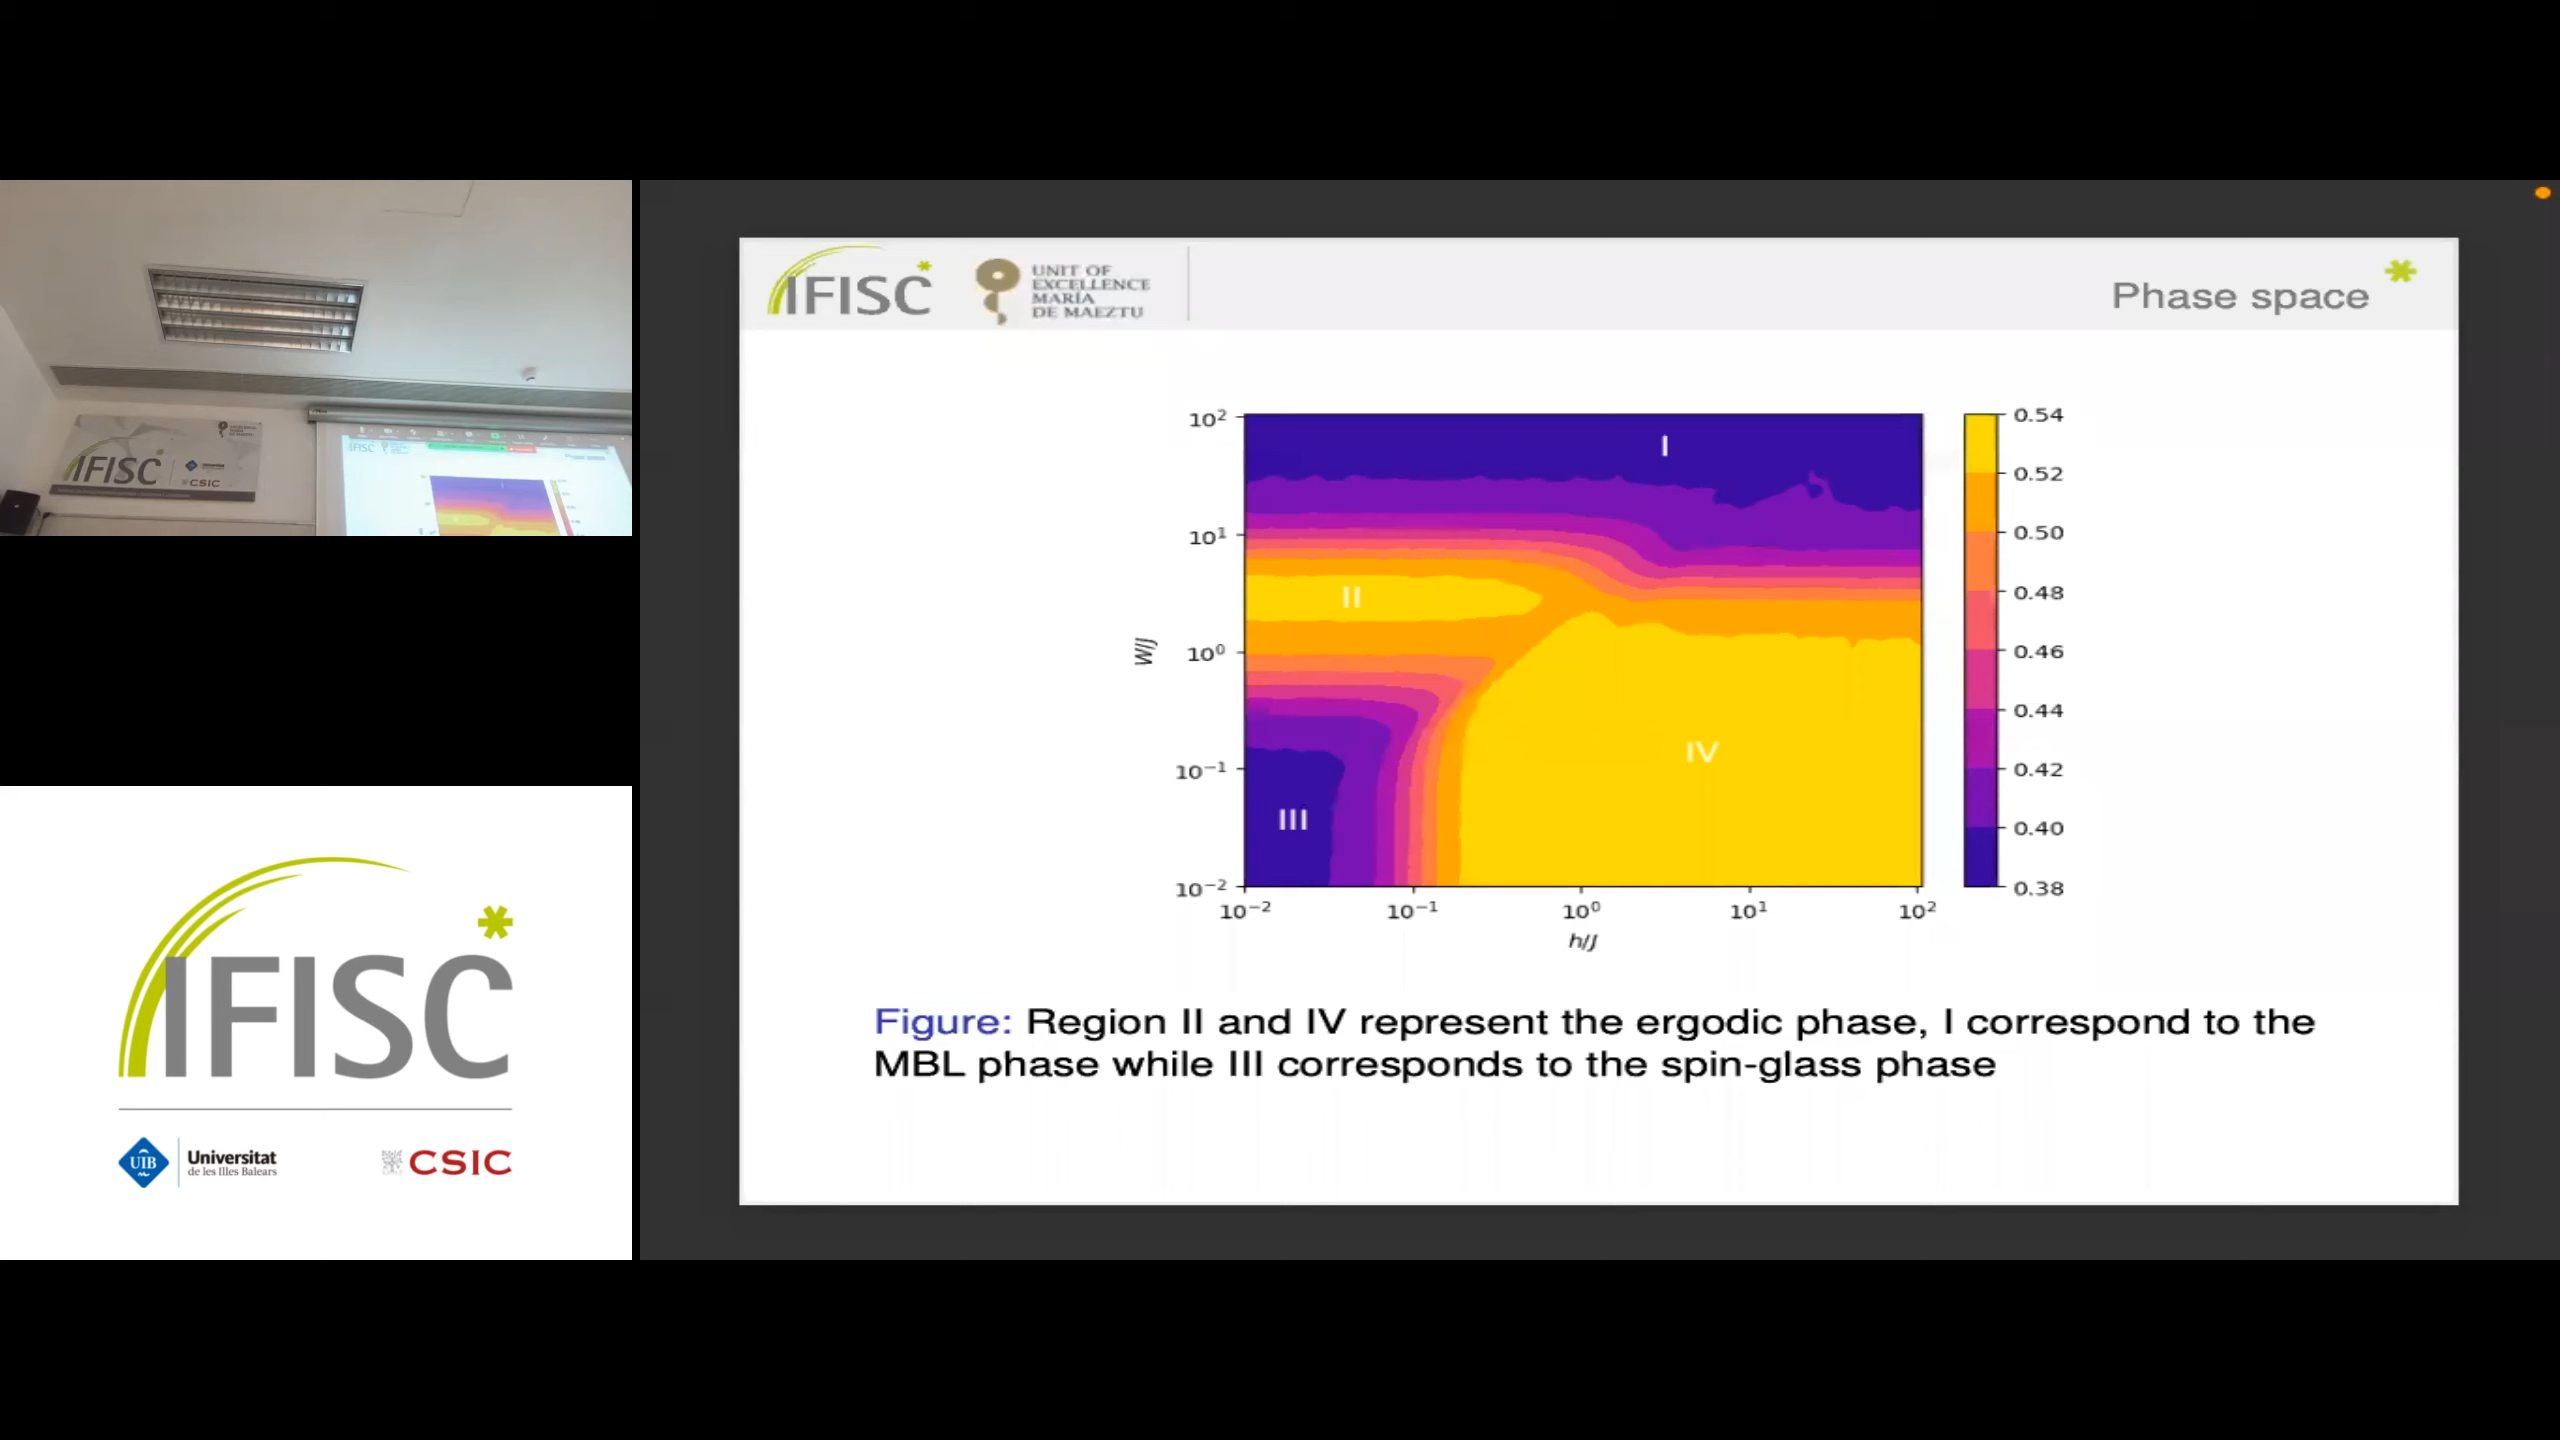 IFISC
CSIC
IFISC
UIB
Universitat
de les Illes Balears
CSIC
IFISC
UNIT OF
EXCELLENCE
MARÍA
DE MAEZTU
Phase space
10²
10¹
10⁰
10⁻¹
10⁻²
W/J
I
II
III
IV
10⁻²
10⁻¹
10⁰
10¹
10²
h/J
0.54
0.52
0.50
0.48
0.46
0.44
0.42
0.40
0.38
Figure: Region II and IV represent the ergodic phase, I correspond to the
MBL phase while III corresponds to the spin-glass phase